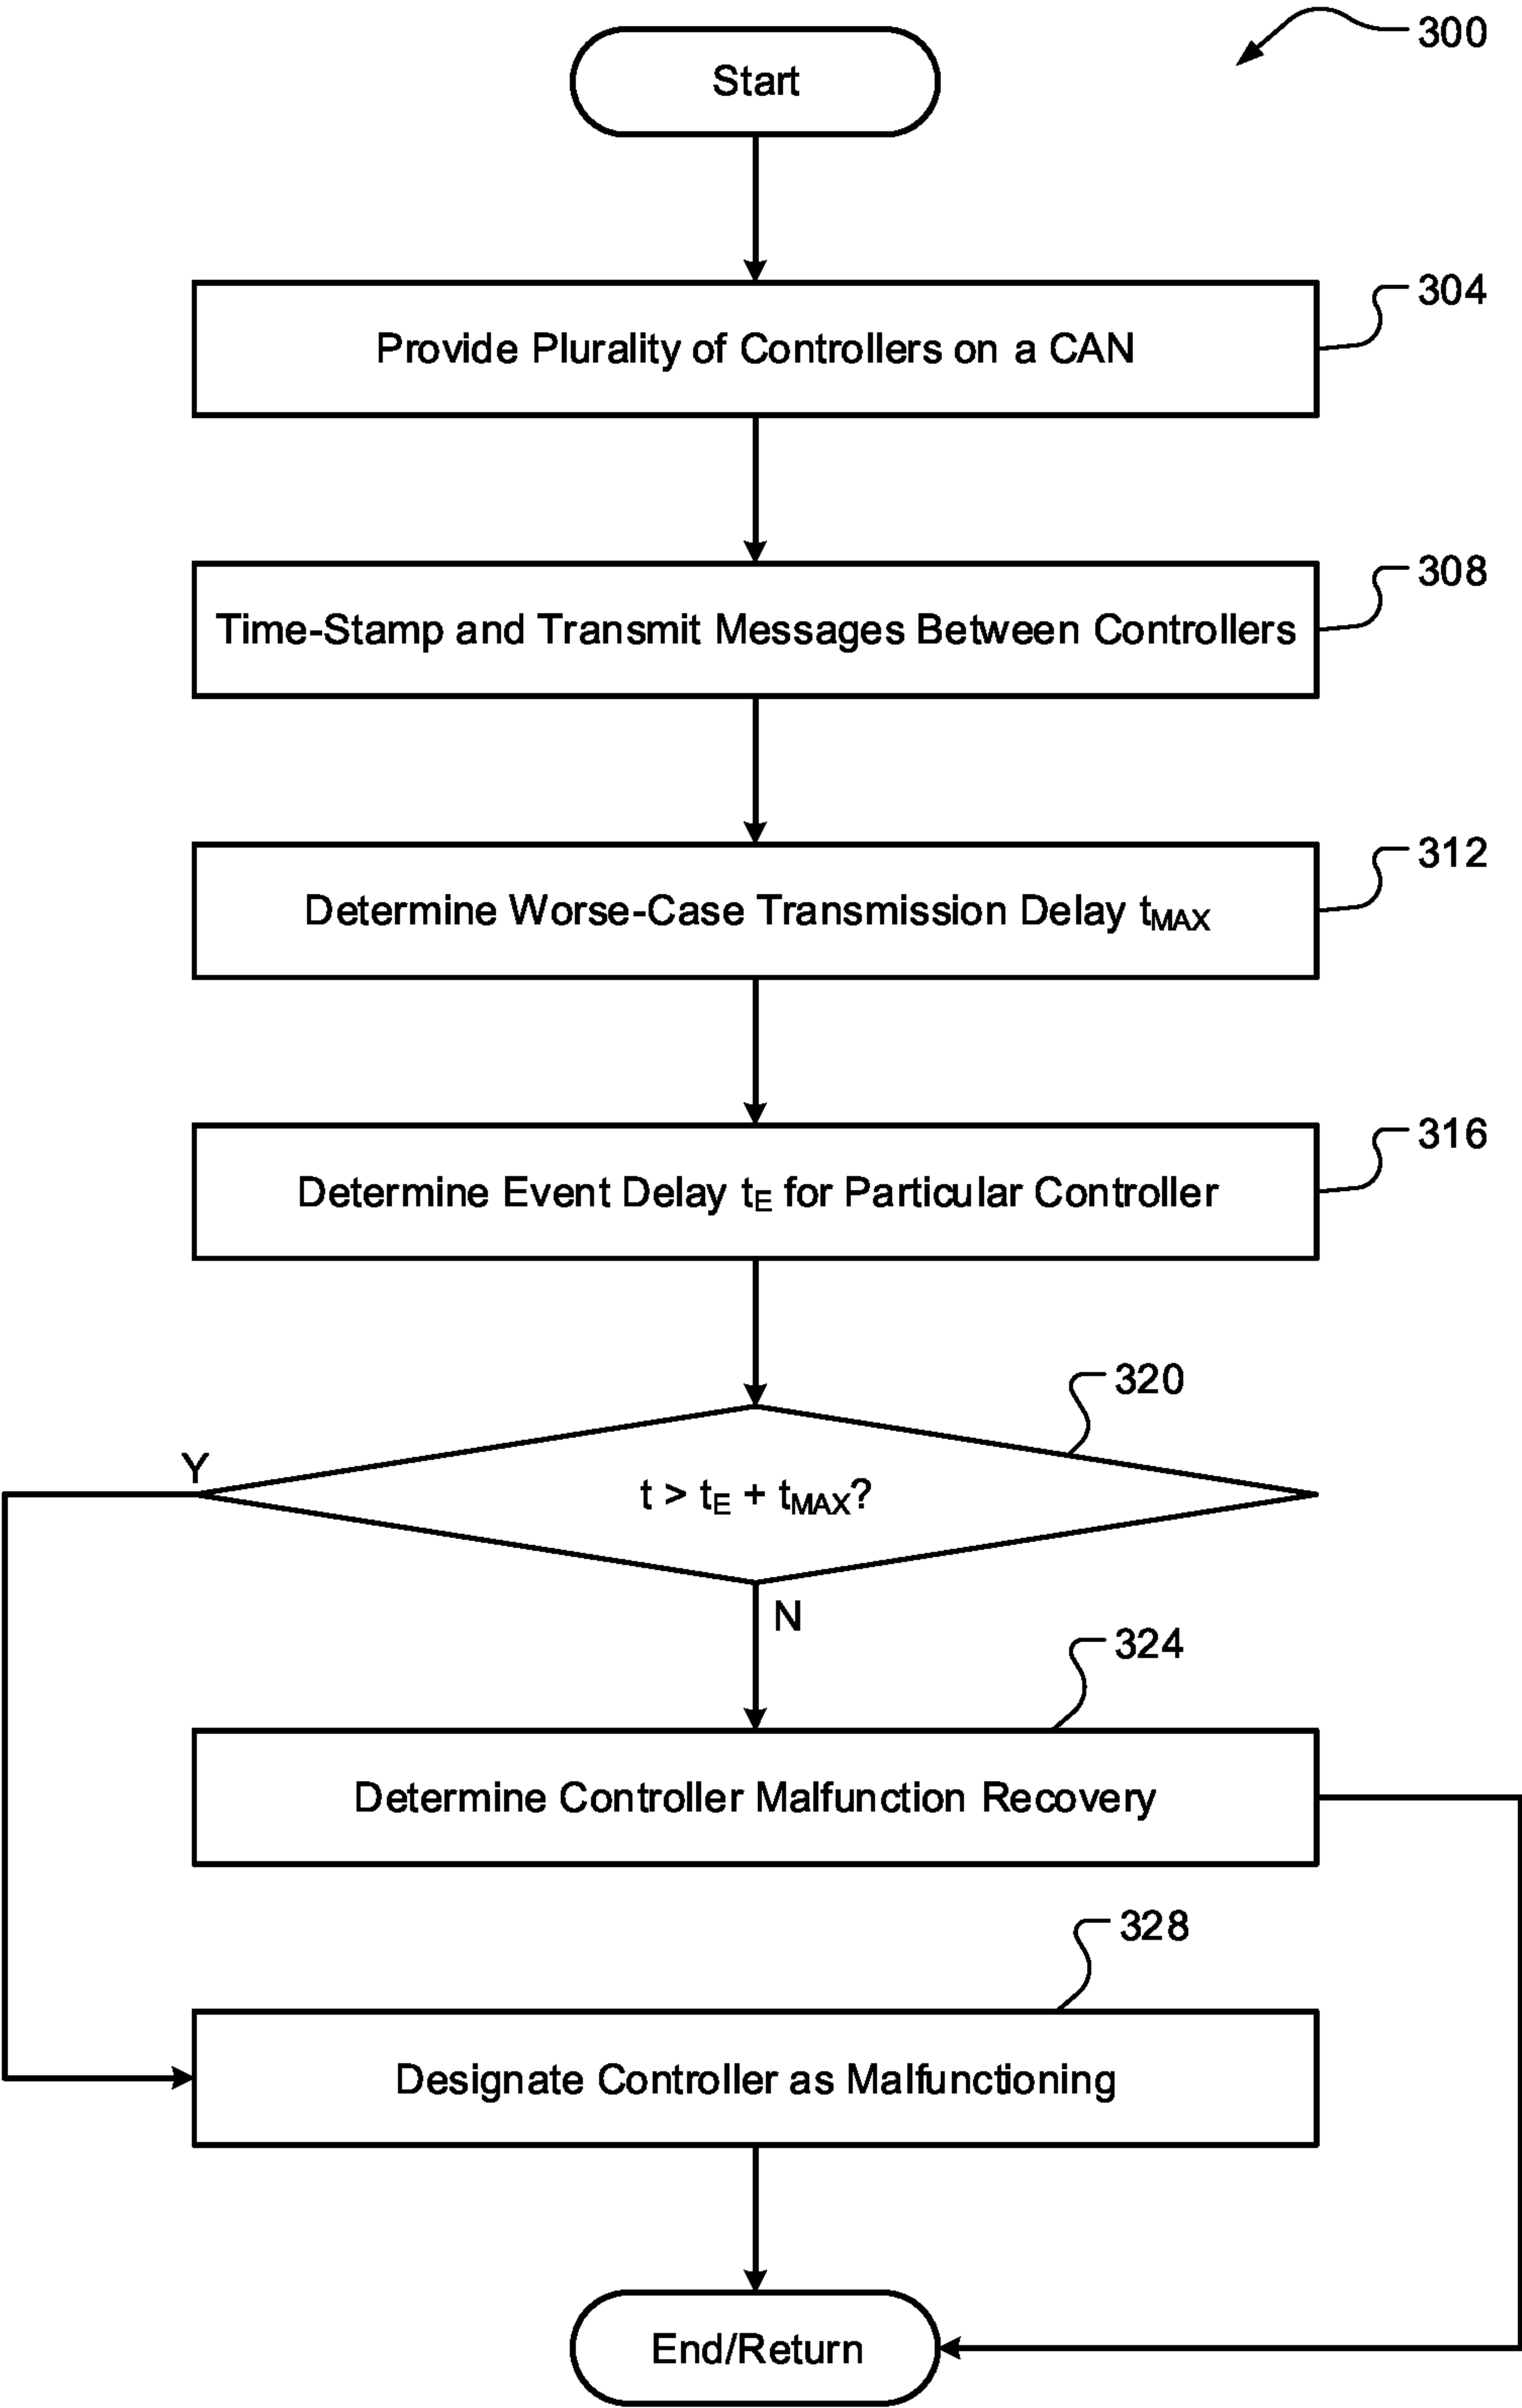 300
Start
304
Provide Plurality of Controllers on a CAN
308
Time-Stamp and Transmit Messages Between Controllers
312
Determine Worse-Case Transmission Delay tMAX
316
Determine Event Delay tE for Particular Controller
320
Y
t > tE + tMAX?
N
324
Determine Controller Malfunction Recovery
328
Designate Controller as Malfunctioning
End/Return